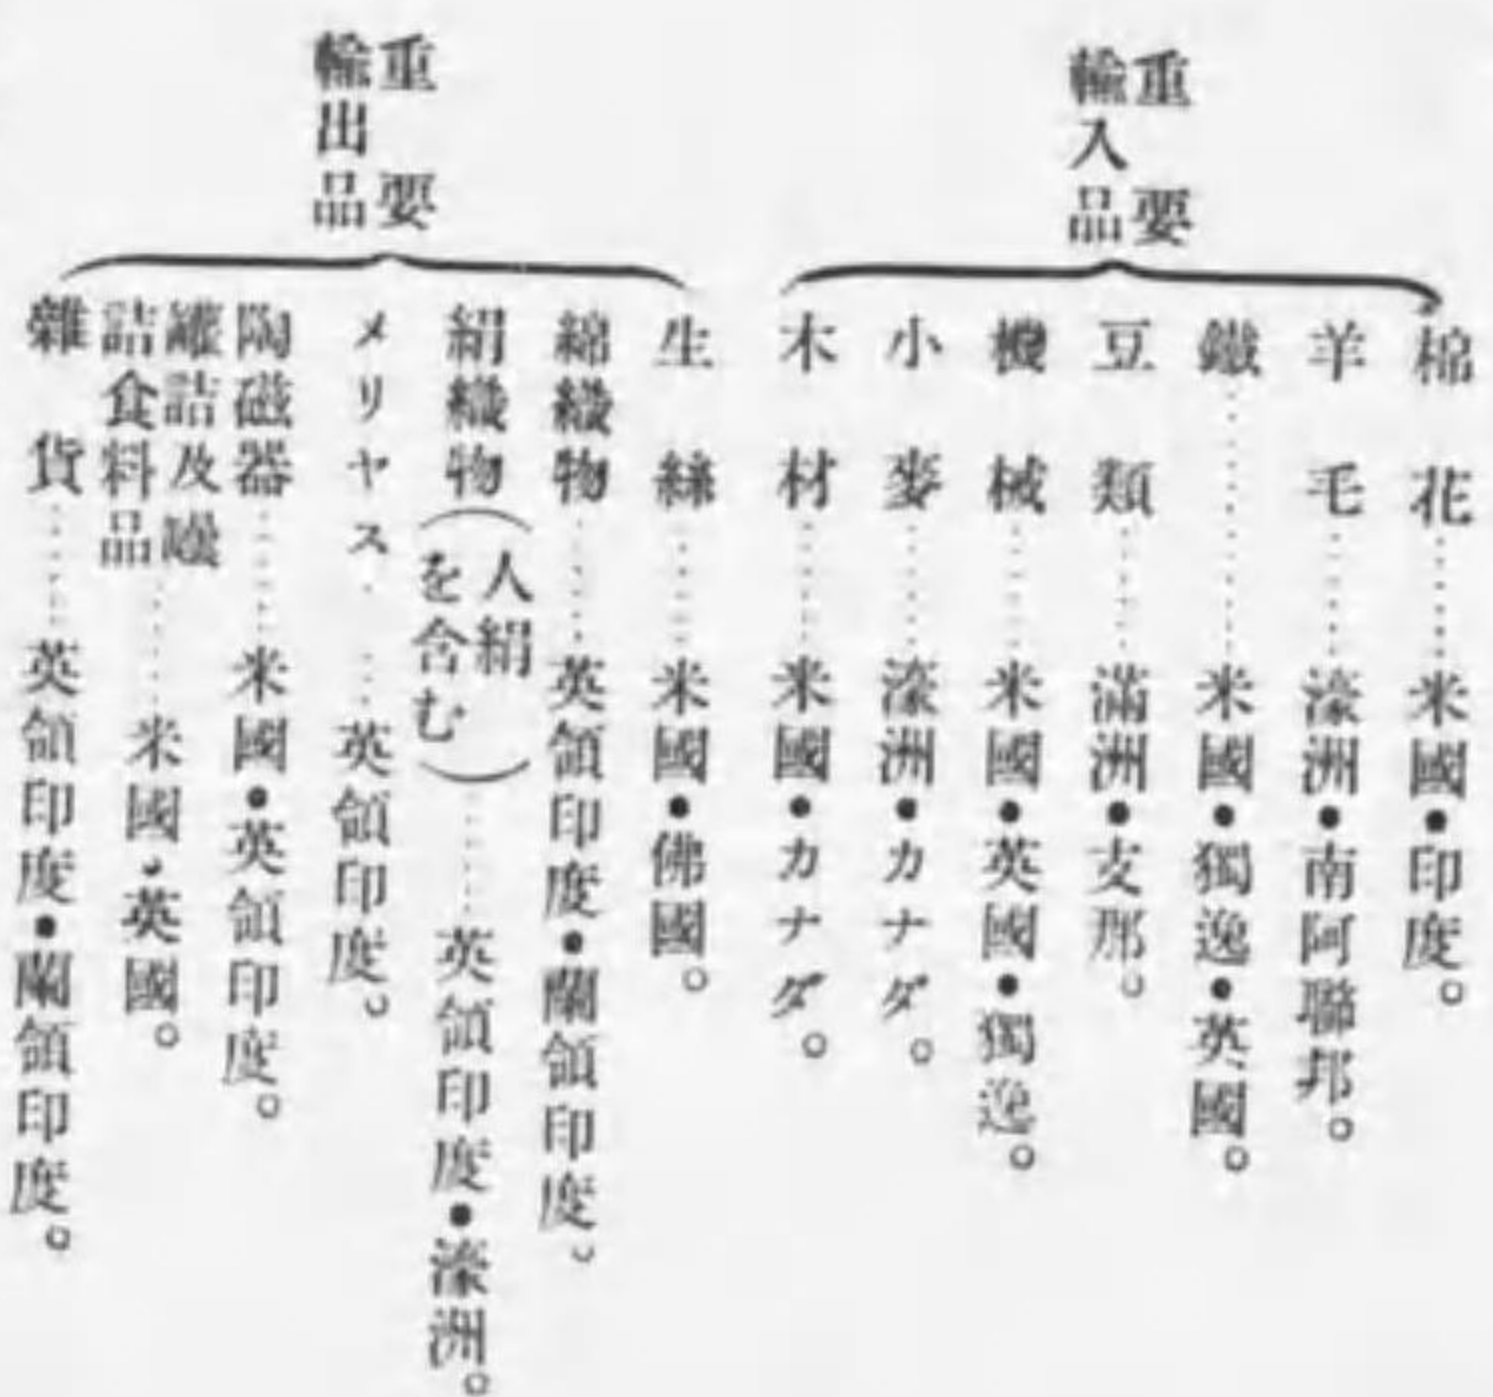 重要
輸入品
棉花……米國●印度。
羊毛……濠洲●南阿聯邦。
鐵……米國●獨逸●英國。
豆類……滿洲●支那。
機械……米國●英國●獨逸。
小麥……濠洲●カナダ。
木材……米國●カナダ。
重要
輸出品
生絲……米國●佛國。
綿織物……英領印度●蘭領印度。
絹織物(人絹を含む)……英領印度●濠洲。
メリヤス……英領印度。
陶磁器……米國●英領印度。
罐詰及壜
詰食料品……米國●英國。
雜貨……英領印度●蘭領印度。